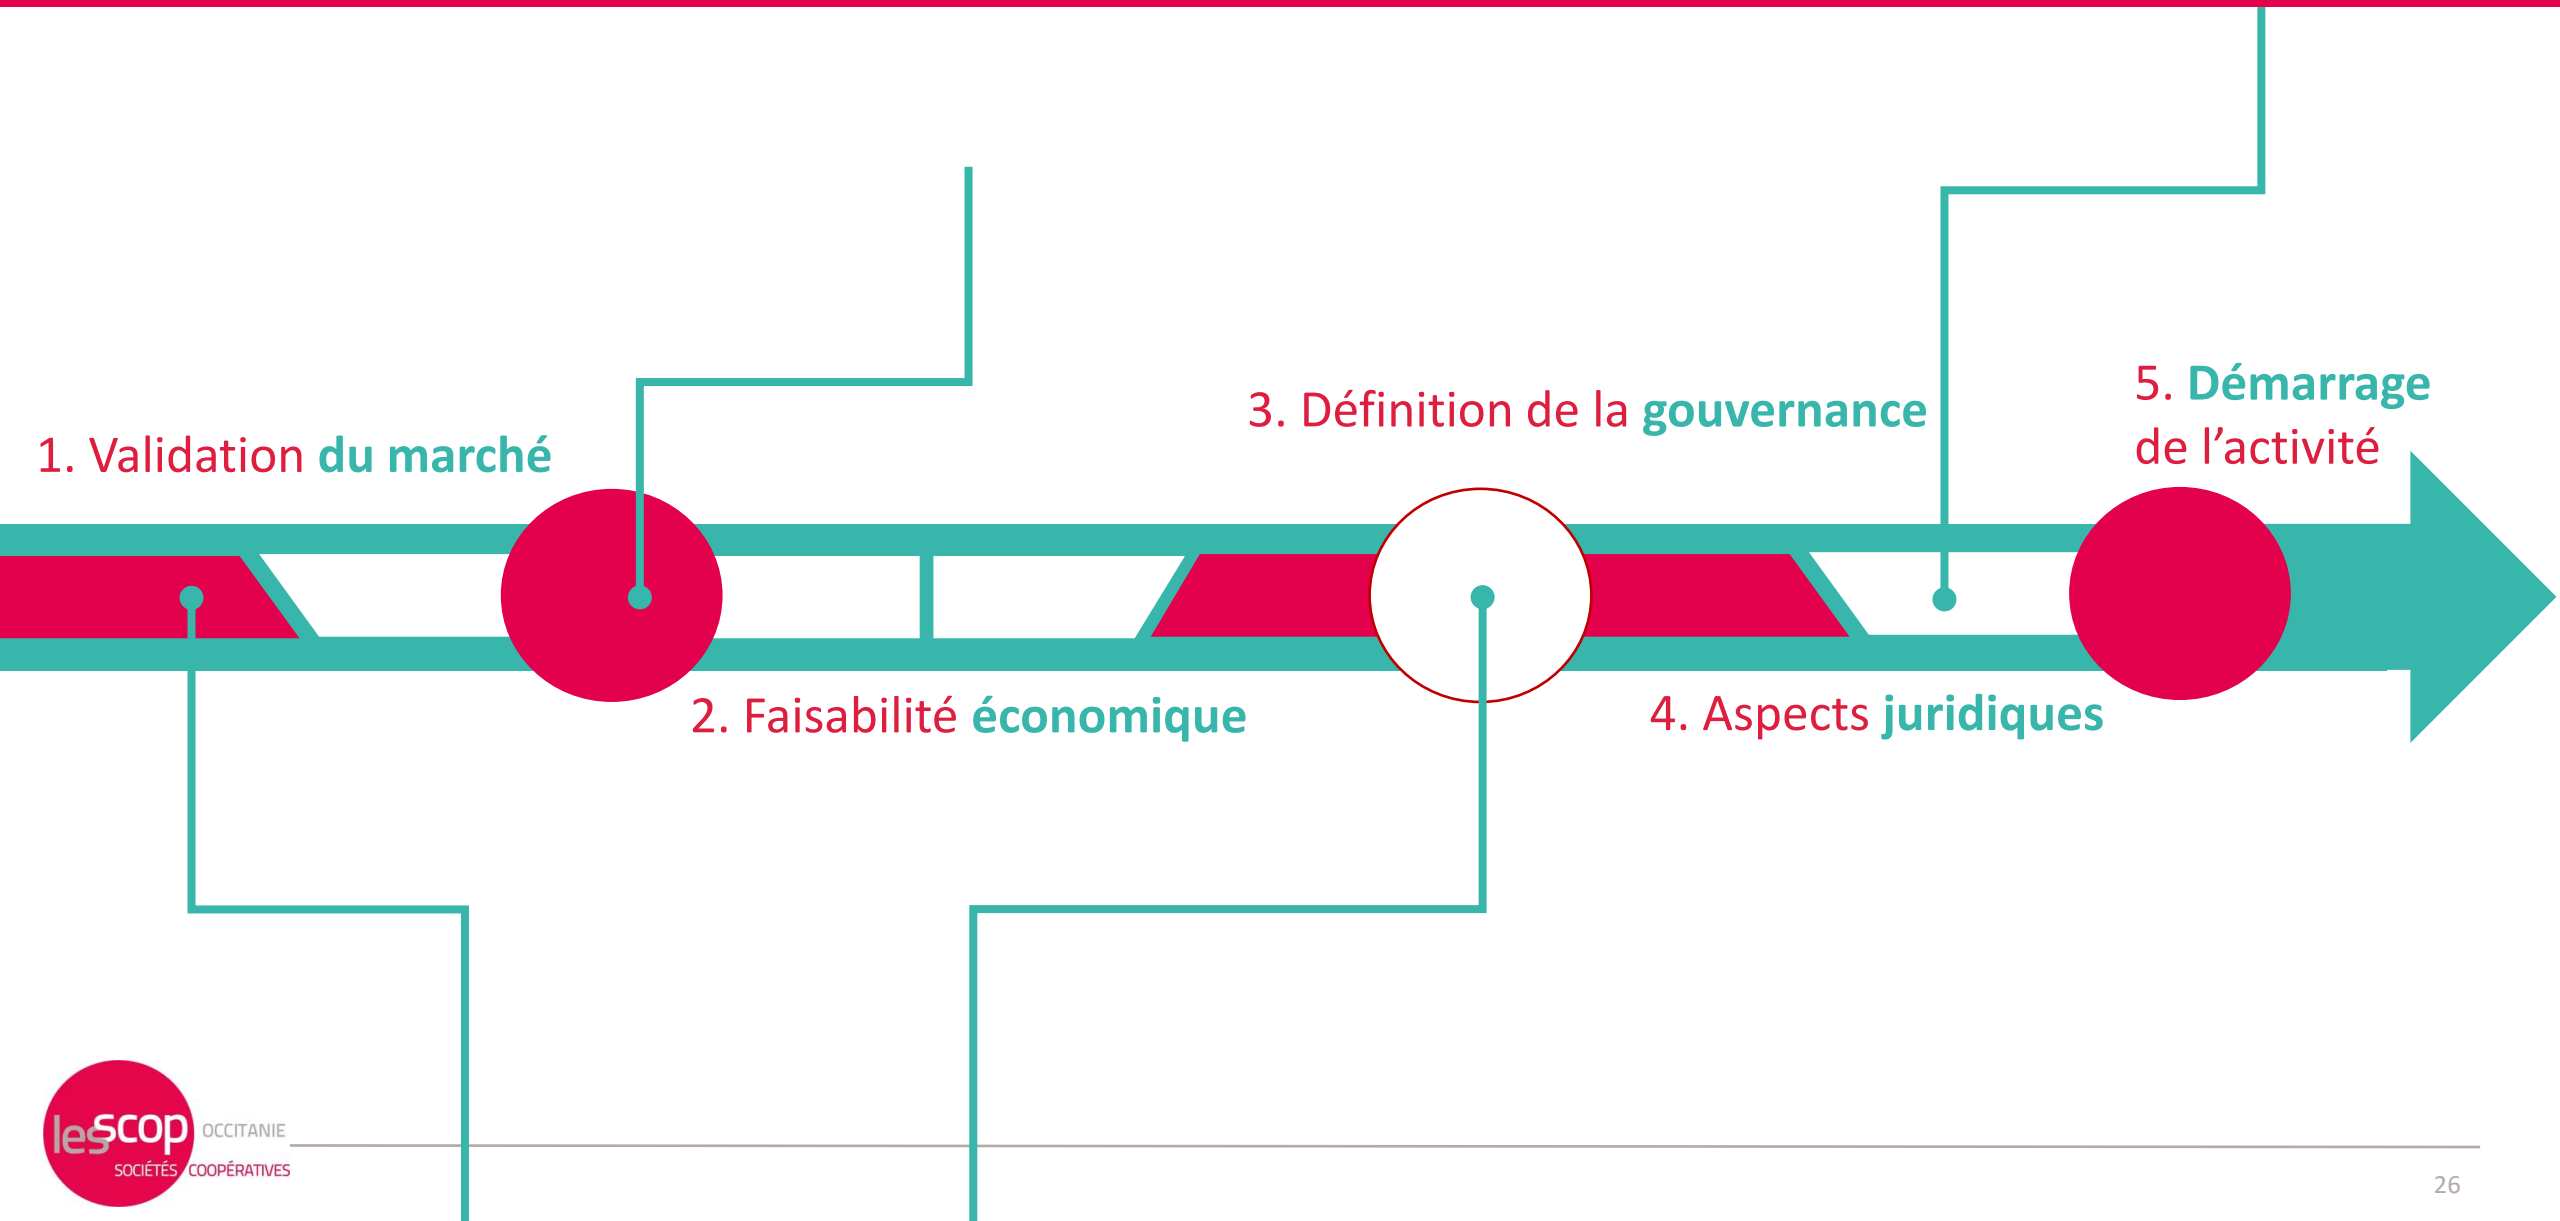 1. Validation du marché
2. Faisabilité économique
3. Définition de la gouvernance
4. Aspects juridiques
5. Démarrage
de l’activité
lesscop OCCITANIE
SOCIÉTÉS COOPÉRATIVES
26